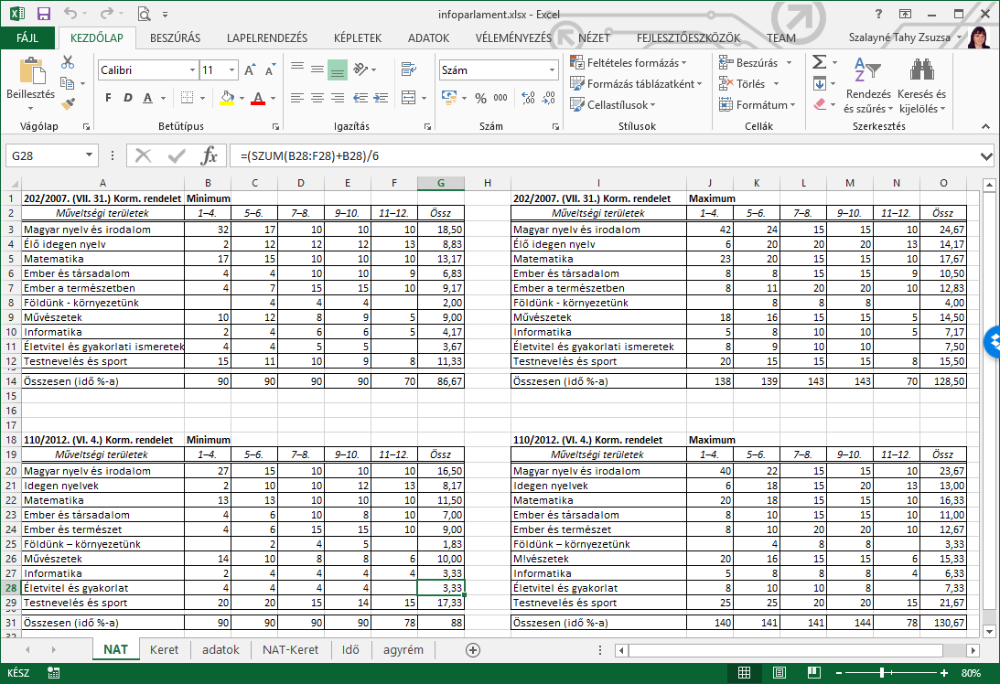 infoparlament.xlsx - Excel
FÁJL KEZDŐLAP BESZÚRÁS LAPELRENDEZÉS KÉPLETEK ADATOK VÉLEMÉNYEZÉS NÉZET FEJLESZTŐESZKÖZÖK TEAM Szalayné Tahy Zsuzsa
Beillesztés
Vágólap
Calibri 11
F D A
Betűtípus
Igazítás
Szám
% 000
Szám
Feltételes formázás
Formázás táblázatként
Cellastílusok
Stílusok
Beszúrás
Törlés
Formátum
Cellák
Rendezés és szűrés
Keresés és kijelölés
Szerkesztés
G28 fx =(SZUM(B28:F28)+B28)/6
A B C D E F G H I J K L M N O
1 202/2007. (VII. 31.) Korm. rendelet Minimum 202/2007. (VII. 31.) Korm. rendelet Maximum
2 Műveltségi területek 1–4. 5–6. 7–8. 9–10. 11–12. Össz Műveltségi területek 1–4. 5–6. 7–8. 9–10. 11–12. Össz
3 Magyar nyelv és irodalom 32 17 10 10 10 18,50 Magyar nyelv és irodalom 42 24 15 15 10 24,67
4 Élő idegen nyelv 2 12 12 12 13 8,83 Élő idegen nyelv 6 20 20 20 13 14,17
5 Matematika 17 15 10 10 10 13,17 Matematika 23 20 15 15 10 17,67
6 Ember és társadalom 4 4 10 10 9 6,83 Ember és társadalom 8 8 15 15 9 10,50
7 Ember a természetben 4 7 15 15 10 9,17 Ember a természetben 8 11 20 20 10 12,83
8 Földünk - környezetünk 4 4 4 2,00 Földünk - környezetünk 8 8 8 4,00
9 Művészetek 10 12 8 9 5 9,00 Művészetek 18 16 15 15 5 14,50
10 Informatika 2 4 6 6 5 4,17 Informatika 5 8 10 10 5 7,17
11 Életvitel és gyakorlati ismeretek 4 4 5 5 3,67 Életvitel és gyakorlati ismeretek 8 9 10 10 7,50
12 Testnevelés és sport 15 11 10 9 8 11,33 Testnevelés és sport 20 15 15 15 8 15,50
14 Összesen (idő %-a) 90 90 90 90 70 86,67 Összesen (idő %-a) 138 139 143 143 70 128,50
15
16
17
18 110/2012. (VI. 4.) Korm. rendelet Minimum 110/2012. (VI. 4.) Korm. rendelet Maximum
19 Műveltségi területek 1–4. 5–6. 7–8. 9–10. 11–12. Össz Műveltségi területek 1–4. 5–6. 7–8. 9–10. 11–12. Össz
20 Magyar nyelv és irodalom 27 15 10 10 10 16,50 Magyar nyelv és irodalom 40 22 15 15 10 23,67
21 Idegen nyelvek 2 10 10 12 13 8,17 Idegen nyelvek 6 18 15 20 13 13,00
22 Matematika 13 13 10 10 10 11,50 Matematika 20 18 15 15 10 16,33
23 Ember és társadalom 4 6 10 8 10 7,00 Ember és társadalom 8 10 15 15 10 11,00
24 Ember és természet 4 6 15 15 10 9,00 Ember és természet 8 10 20 20 10 12,67
25 Földünk – környezetünk 2 4 5 1,83 Földünk – környezetünk 4 8 8 3,33
26 Művészetek 14 10 8 8 6 10,00 M!vészetek 20 16 15 15 6 15,33
27 Informatika 2 4 4 4 4 3,33 Informatika 5 8 8 8 4 6,33
28 Életvitel és gyakorlat 4 4 4 4 3,33 Életvitel és gyakorlat 8 10 10 8 7,33
29 Testnevelés és sport 20 20 15 14 15 17,33 Testnevelés és sport 25 25 20 20 15 21,67
31 Összesen (idő %-a) 90 90 90 90 78 88 Összesen (idő %-a) 140 141 141 144 78 130,67
NAT Keret adatok NAT-Keret Idő agyrém
KÉSZ 80%